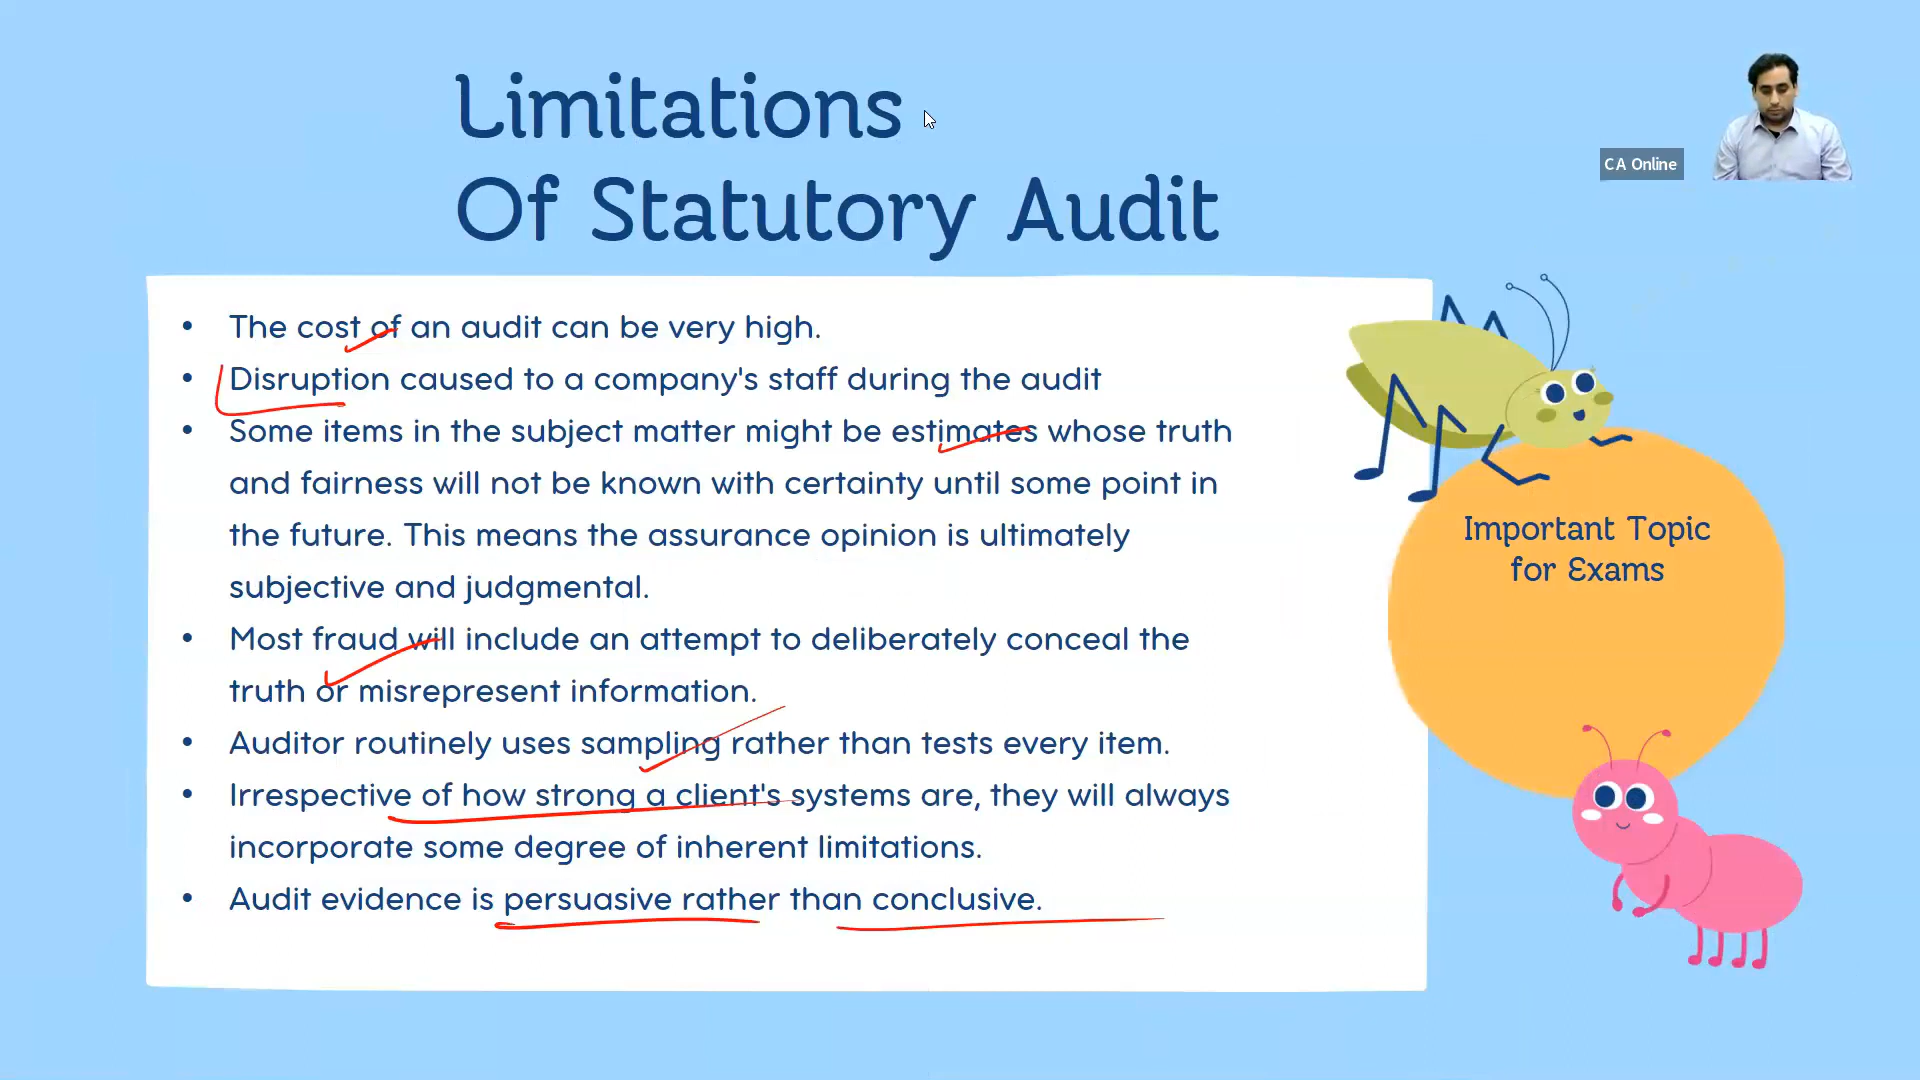 Limitations
Of Statutory Audit
CA Online
• The cost of an audit can be very high.
• Disruption caused to a company's staff during the audit
• Some items in the subject matter might be estimates whose truth
and fairness will not be known with certainty until some point in
the future. This means the assurance opinion is ultimately
subjective and judgmental.
• Most fraud will include an attempt to deliberately conceal the
truth or misrepresent information.
• Auditor routinely uses sampling rather than tests every item.
• Irrespective of how strong a client's systems are, they will always
incorporate some degree of inherent limitations.
• Audit evidence is persuasive rather than conclusive.
Important Topic
for Exams